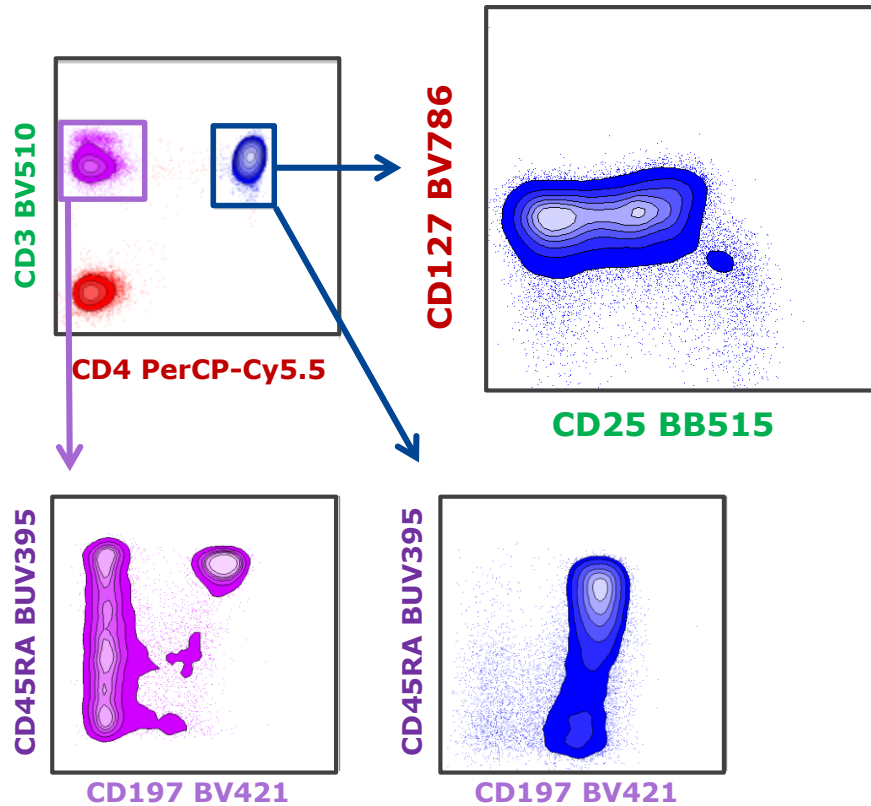 CD3 BV510
CD4 PerCP-Cy5.5
CD127 BV786
CD25 BB515
CD45RA BUV395
CD197 BV421
CD45RA BUV395
CD197 BV421